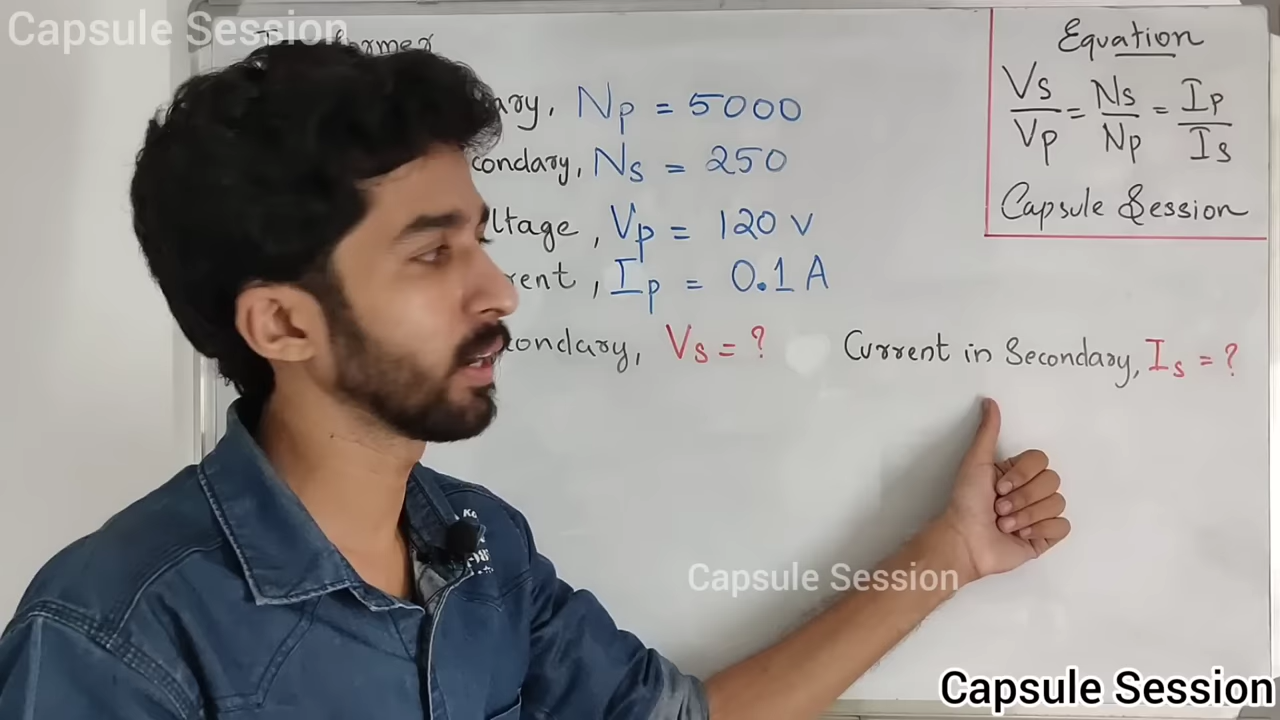 Capsule Session
Np = 5000
Ns = 250
, Vp = 120 V
, Ip = 0.1 A
Vs = ?
Current in Secondary, Is = ?
Equation
Vs/Vp = Ns/Np = Ip/Is
Capsule Session
Capsule Session
Capsule Session